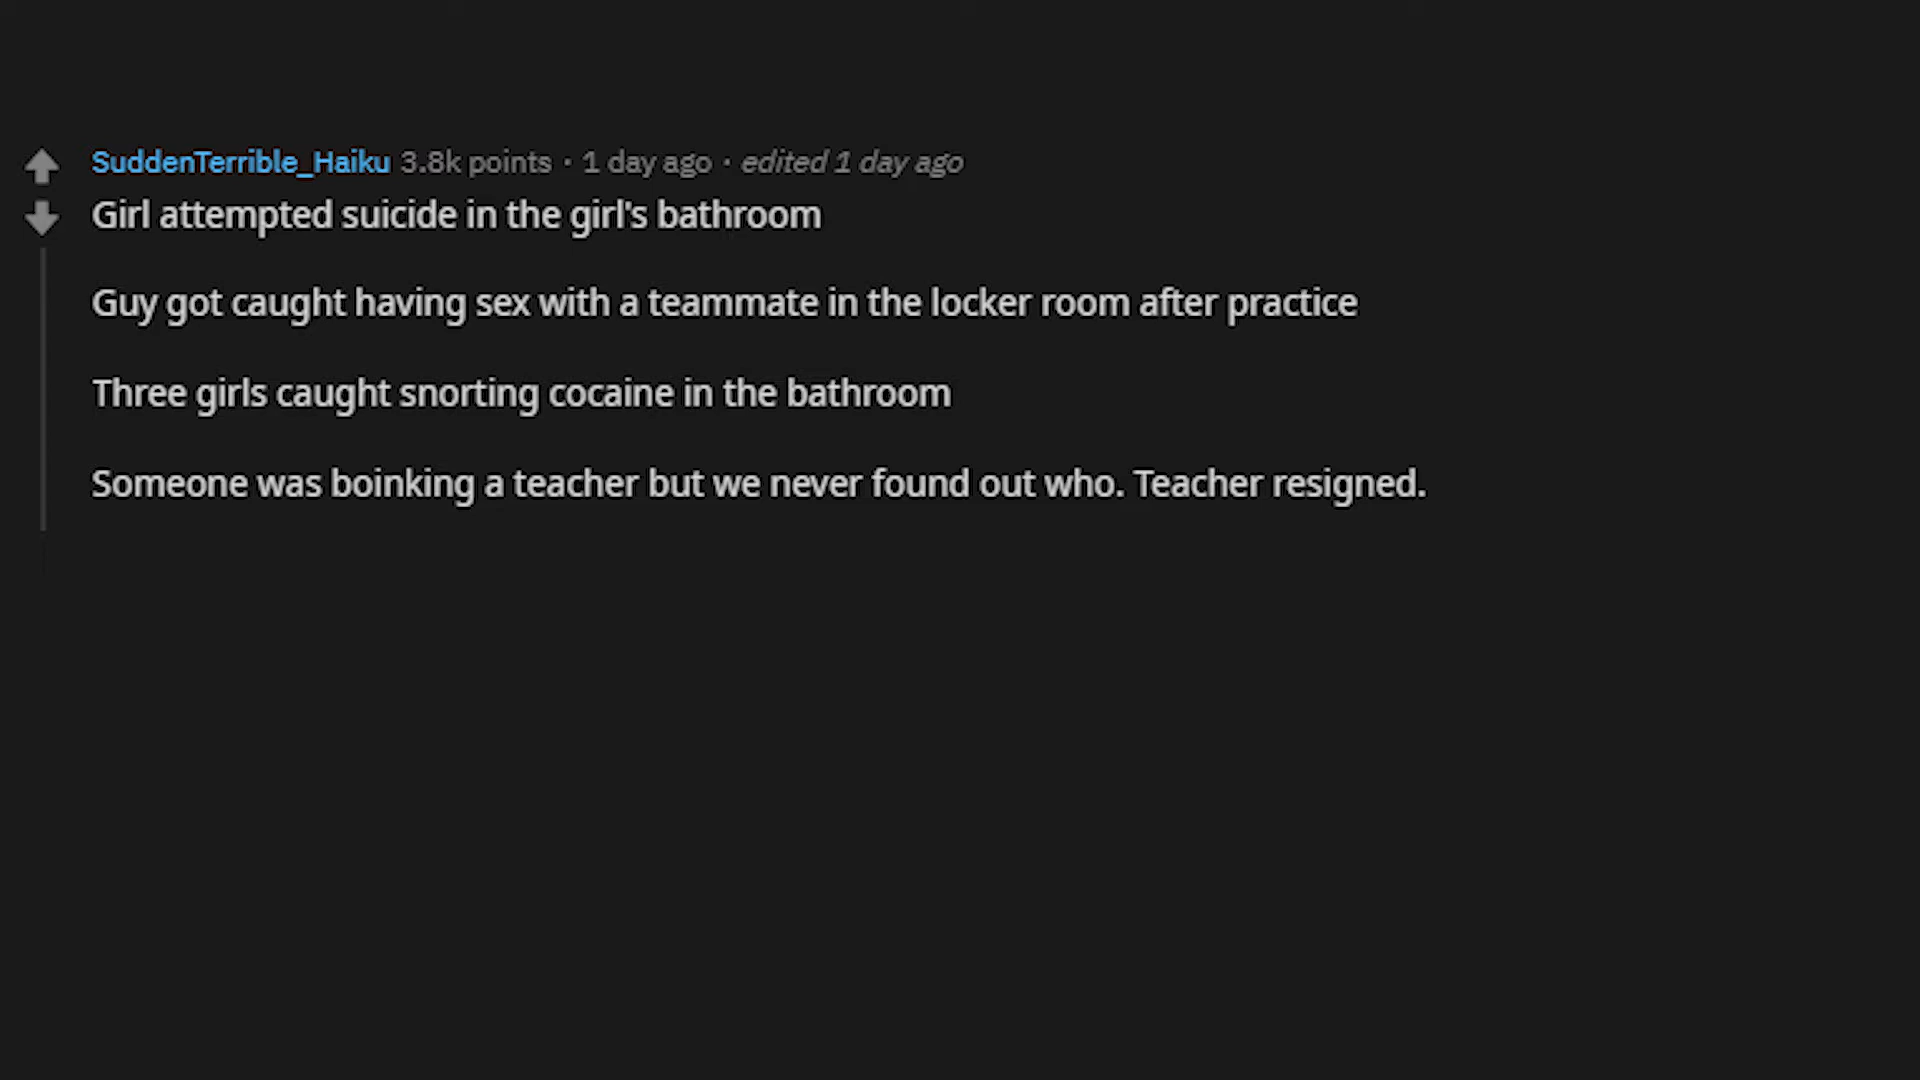 SuddenTerrible_Haiku 3.8k points · 1 day ago · edited 1 day ago
Girl attempted suicide in the girl's bathroom
Guy got caught having sex with a teammate in the locker room after practice
Three girls caught snorting cocaine in the bathroom
Someone was boinking a teacher but we never found out who. Teacher resigned.